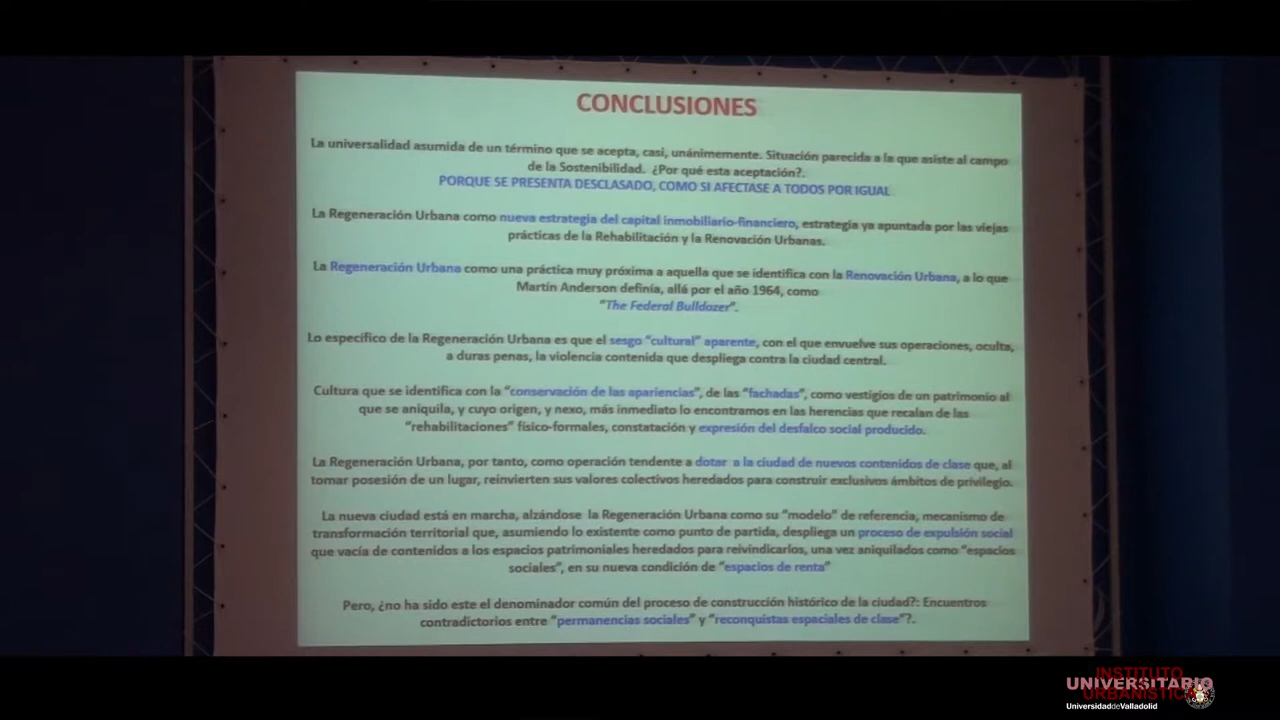 CONCLUSIONES
La universalidad asumida de un término que se acepta, casi, unánimemente. Situación parecida a la que asiste al campo
de la Sostenibilidad. ¿Por qué esta aceptación?.
PORQUE SE PRESENTA DESCLASADO, COMO SI AFECTASE A TODOS POR IGUAL
La Regeneración Urbana como nueva estrategia del capital inmobiliario-financiero, estrategia ya apuntada por las viejas
prácticas de la Rehabilitación y la Renovación Urbanas.
La Regeneración Urbana como una práctica muy próxima a aquella que se identifica con la Renovación Urbana, a lo que
Martín Anderson definía, allá por el año 1964, como
"The Federal Bulldozer".
Lo específico de la Regeneración Urbana es que el sesgo "cultural" aparente, con el que envuelve sus operaciones, oculta,
a duras penas, la violencia contenida que despliega contra la ciudad central.
Cultura que se identifica con la "conservación de las apariencias", de las "fachadas", como vestigios de un patrimonio al
que se aniquila, y cuyo origen, y nexo, más inmediato lo encontramos en las herencias que recalan de las
"rehabilitaciones" físico-formales, constatación y expresión del desfalco social producido.
La Regeneración Urbana, por tanto, como operación tendente a dotar a la ciudad de nuevos contenidos de clase que, al
tomar posesión de un lugar, reinvierten sus valores colectivos heredados para construir exclusivos ámbitos de privilegio.
La nueva ciudad está en marcha, alzándose la Regeneración Urbana como su "modelo" de referencia, mecanismo de
transformación territorial que, asumiendo lo existente como punto de partida, despliega un proceso de expulsión social
que vacía de contenidos a los espacios patrimoniales heredados para reivindicarlos, una vez aniquilados como "espacios
sociales", en su nueva condición de "espacios de renta"
Pero, ¿no ha sido este el denominador común del proceso de construcción histórico de la ciudad?: Encuentros
contradictorios entre "permanencias sociales" y "reconquistas espaciales de clase"?.
INSTITUTO
UNIVERSITARIO
URBANÍSTICA
UniversidaddeValladolid